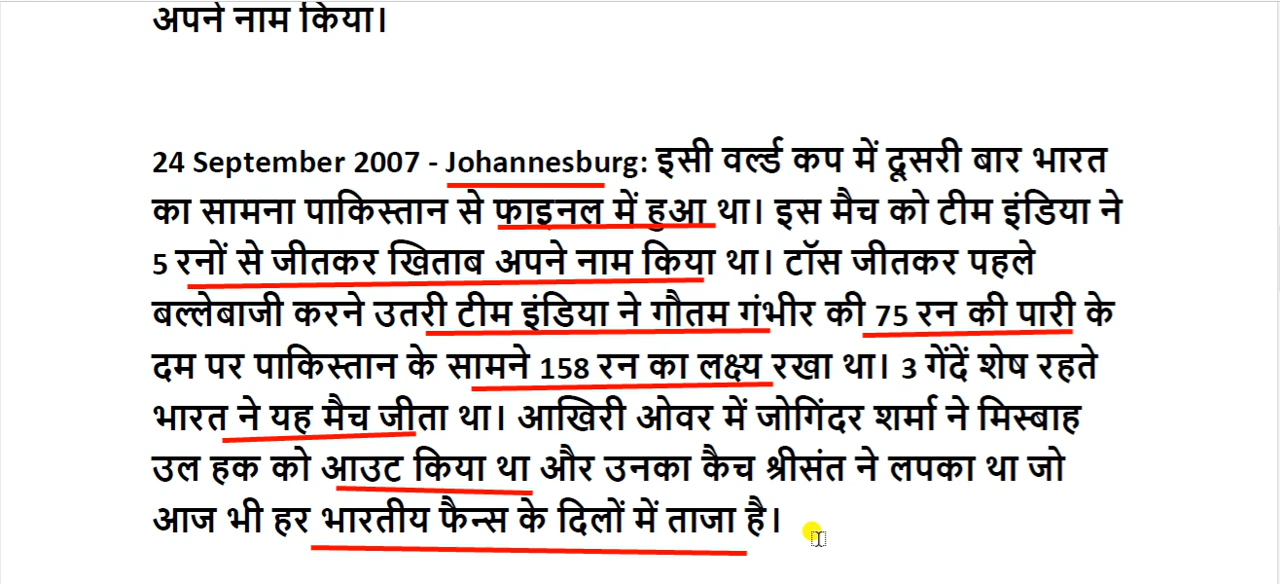 अपने नाम किया।
24 September 2007 - Johannesburg: इसी वर्ल्ड कप में दूसरी बार भारत
का सामना पाकिस्तान से फाइनल में हुआ था। इस मैच को टीम इंडिया ने
5 रनों से जीतकर खिताब अपने नाम किया था। टॉस जीतकर पहले
बल्लेबाजी करने उतरी टीम इंडिया ने गौतम गंभीर की 75 रन की पारी के
दम पर पाकिस्तान के सामने 158 रन का लक्ष्य रखा था। 3 गेंदें शेष रहते
भारत ने यह मैच जीता था। आखिरी ओवर में जोगिंदर शर्मा ने मिस्बाह
उल हक को आउट किया था और उनका कैच श्रीसंत ने लपका था जो
आज भी हर भारतीय फैन्स के दिलों में ताजा है।